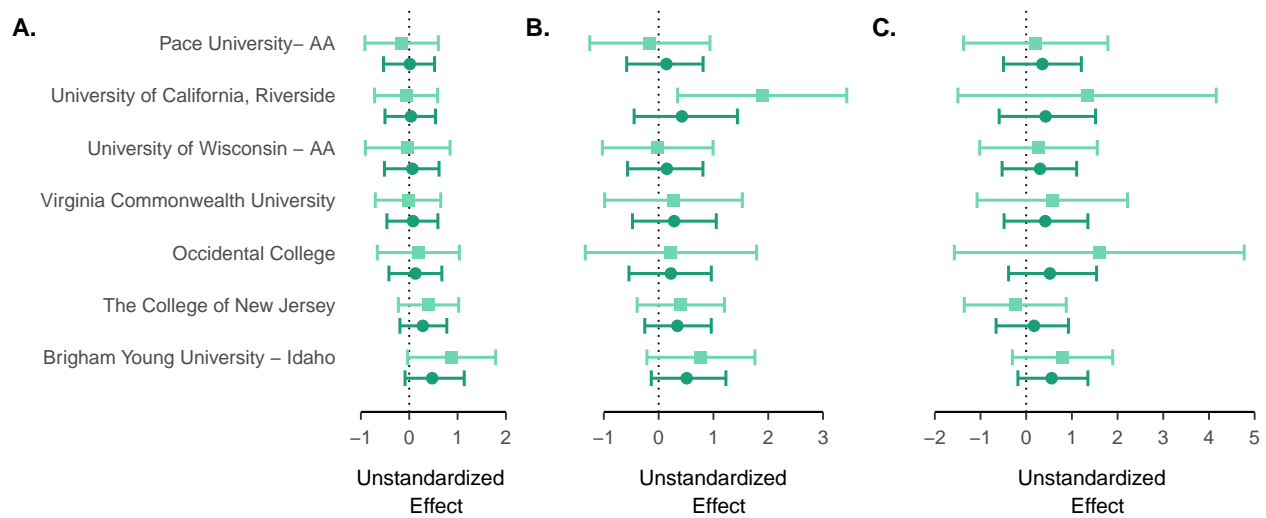 A.
B.
C.
Pace University– AA
University of California, Riverside
University of Wisconsin – AA
Virginia Commonwealth University
Occidental College
The College of New Jersey
Brigham Young University – Idaho
−1 0 1 2
−1 0 1 2 3
−2 −1 0 1 2 3 4 5
Unstandardized
Effect
Unstandardized
Effect
Unstandardized
Effect